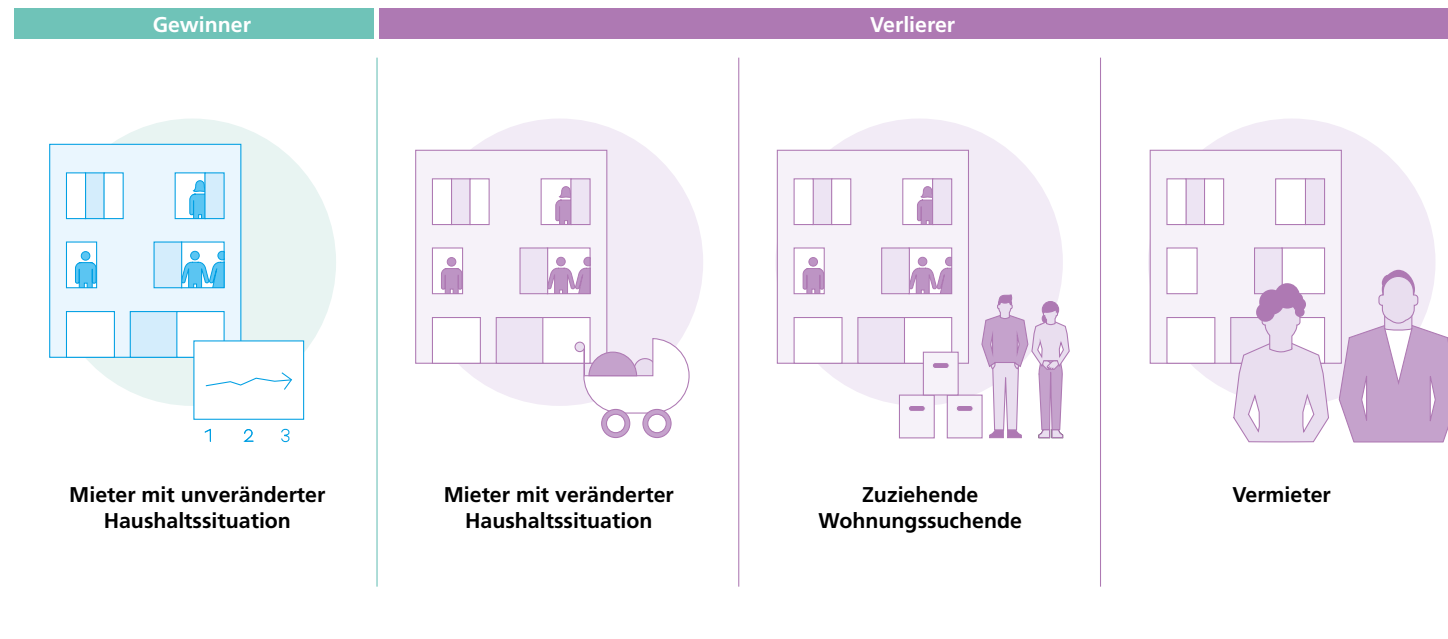 Gewinner
Verlierer
1 2 3
Mieter mit unveränderter
Haushaltssituation
Mieter mit veränderter
Haushaltssituation
Zuziehende
Wohnungssuchende
Vermieter